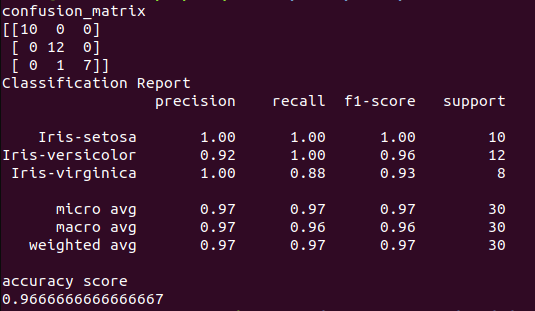 confusion_matrix
[[10  0  0]
 [ 0 12  0]
 [ 0  1  7]]
Classification Report
                 precision    recall  f1-score   support

    Iris-setosa       1.00      1.00      1.00        10
Iris-versicolor       0.92      1.00      0.96        12
 Iris-virginica       1.00      0.88      0.93         8

      micro avg       0.97      0.97      0.97        30
      macro avg       0.97      0.96      0.96        30
   weighted avg       0.97      0.97      0.97        30

accuracy score
0.9666666666666667